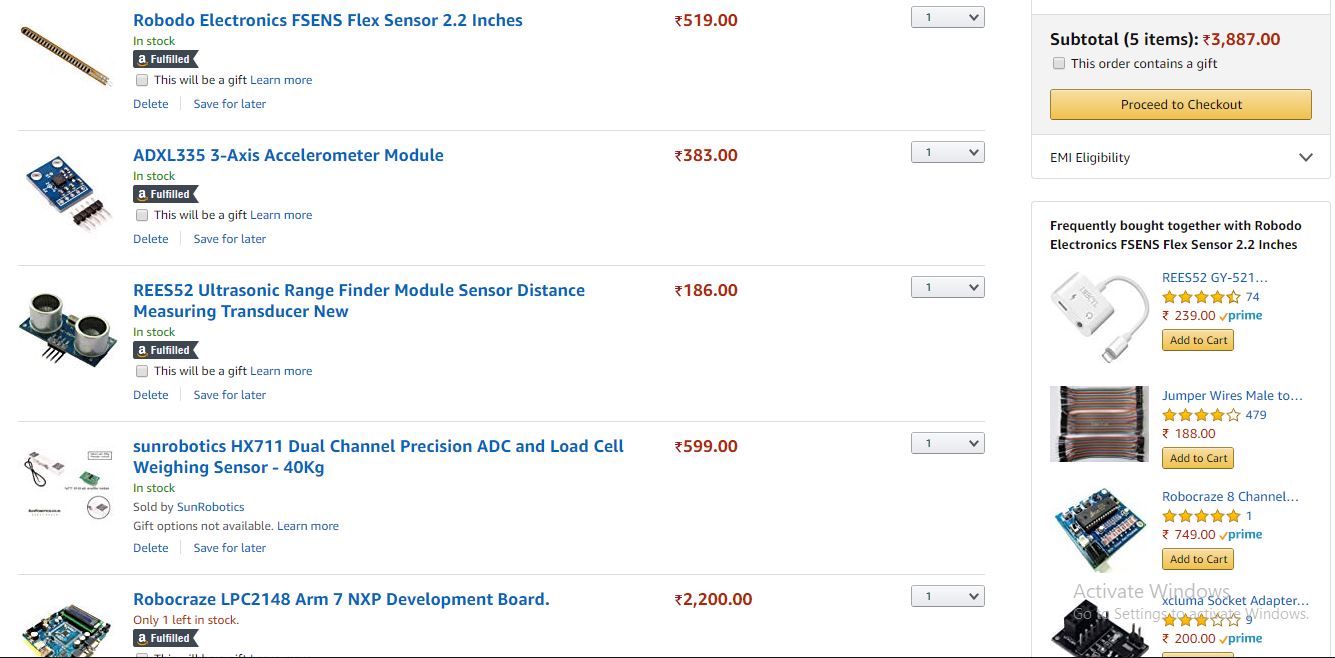 Robodo Electronics FSENS Flex Sensor 2.2 Inches
In stock
a Fulfilled
This will be a gift Learn more
Delete Save for later
₹519.00
1
ADXL335 3-Axis Accelerometer Module
In stock
a Fulfilled
This will be a gift Learn more
Delete Save for later
₹383.00
1
REES52 Ultrasonic Range Finder Module Sensor Distance
Measuring Transducer New
In stock
a Fulfilled
This will be a gift Learn more
Delete Save for later
₹186.00
1
sunrobotics HX711 Dual Channel Precision ADC and Load Cell
Weighing Sensor - 40Kg
In stock
Sold by SunRobotics
Gift options not available. Learn more
Delete Save for later
₹599.00
1
Robocraze LPC2148 Arm 7 NXP Development Board.
Only 1 left in stock.
a Fulfilled
₹2,200.00
1
Subtotal (5 items): ₹3,887.00
This order contains a gift
Proceed to Checkout
EMI Eligibility
Frequently bought together with Robodo
Electronics FSENS Flex Sensor 2.2 Inches
REES52 GY-521...
74
₹ 239.00 prime
Add to Cart
Jumper Wires Male to...
479
₹ 188.00
Add to Cart
Robocraze 8 Channel...
1
₹ 749.00 prime
Add to Cart
xcluma Socket Adapter...
9
₹ 200.00 prime
Activate Windows
Go to Settings to activate Windows.